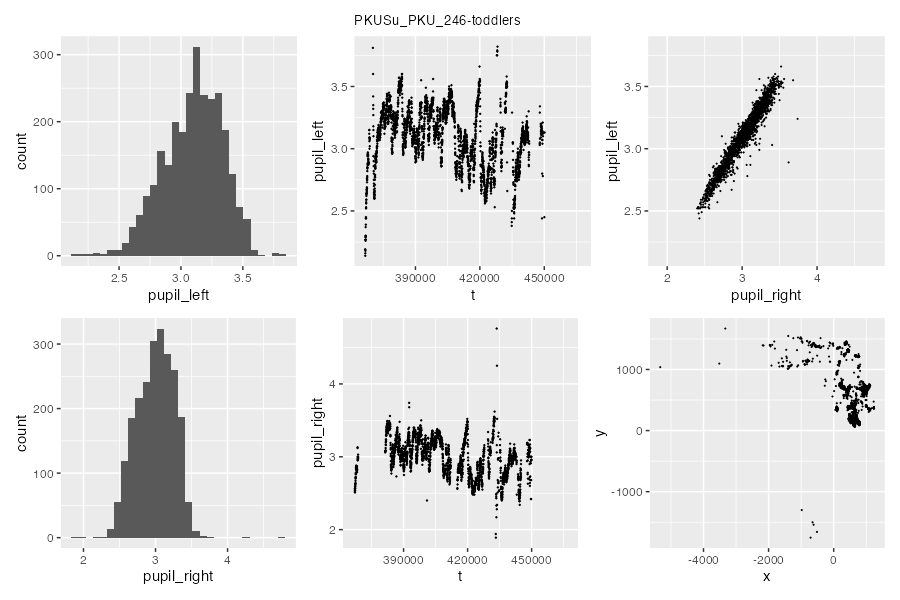 PKUSu_PKU_246-toddlers
300
200
100
0
count
2.5
3.0
3.5
pupil_left
3.5
3.0
2.5
pupil_left
390000
420000
450000
t
3.5
3.0
2.5
pupil_left
2
3
4
pupil_right
300
200
100
0
count
2
3
4
pupil_right
4
3
2
pupil_right
390000
420000
450000
t
1000
0
-1000
y
-4000
-2000
0
x